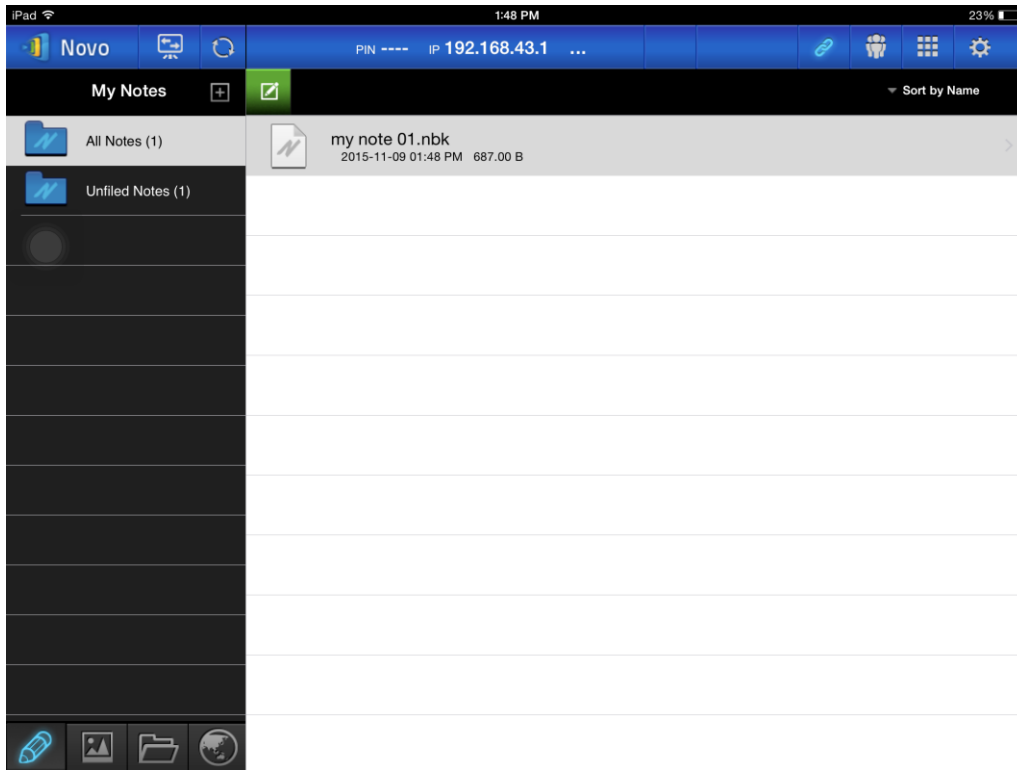 iPad 1:48 PM 23%
Novo PIN ---- IP 192.168.43.1 ...
My Notes Sort by Name
All Notes (1)
my note 01.nbk
2015-11-09 01:48 PM 687.00 B
Unfiled Notes (1)